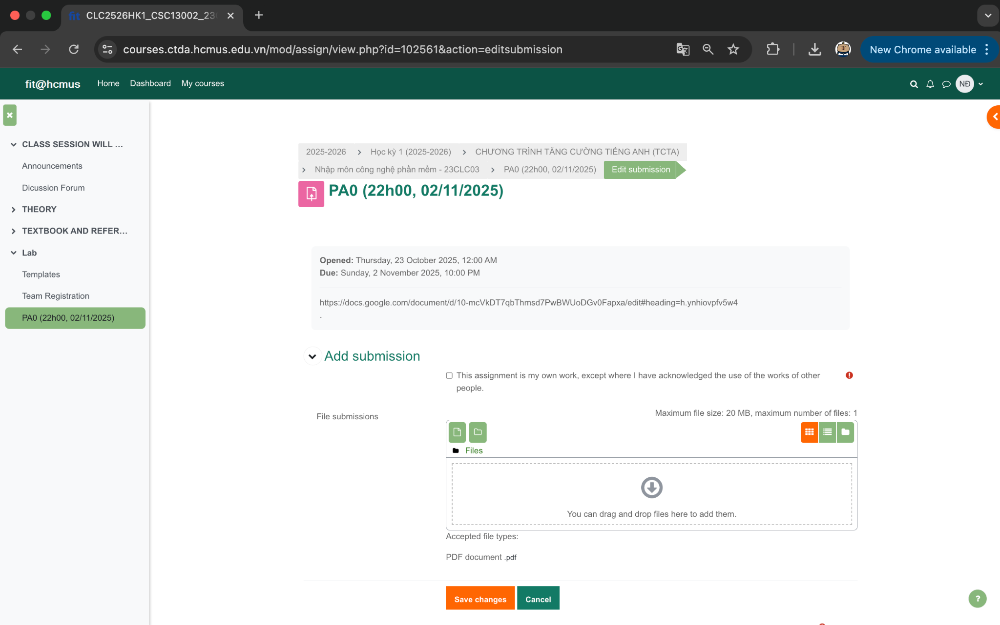 fit CLC2526HK1_CSC13002_23
courses.ctda.hcmus.edu.vn/mod/assign/view.php?id=102561&action=editsubmission
New Chrome available
fit@hcmus
Home
Dashboard
My courses
NĐ
CLASS SESSION WILL ...
Announcements
Dicussion Forum
THEORY
TEXTBOOK AND REFER...
Lab
Templates
Team Registration
PA0 (22h00, 02/11/2025)
2025-2026 > Học kỳ 1 (2025-2026) > CHƯƠNG TRÌNH TĂNG CƯỜNG TIẾNG ANH (TCTA)
> Nhập môn công nghệ phần mềm - 23CLC03 > PA0 (22h00, 02/11/2025) Edit submission
PA0 (22h00, 02/11/2025)
Opened: Thursday, 23 October 2025, 12:00 AM
Due: Sunday, 2 November 2025, 10:00 PM
https://docs.google.com/document/d/10-mcVkDT7qbThmsd7PwBWUoDGv0Fapxa/edit#heading=h.ynhiovpfv5w4
.
Add submission
This assignment is my own work, except where I have acknowledged the use of the works of other
people.
File submissions
Maximum file size: 20 MB, maximum number of files: 1
Files
You can drag and drop files here to add them.
Accepted file types:
PDF document .pdf
Save changes
Cancel
?